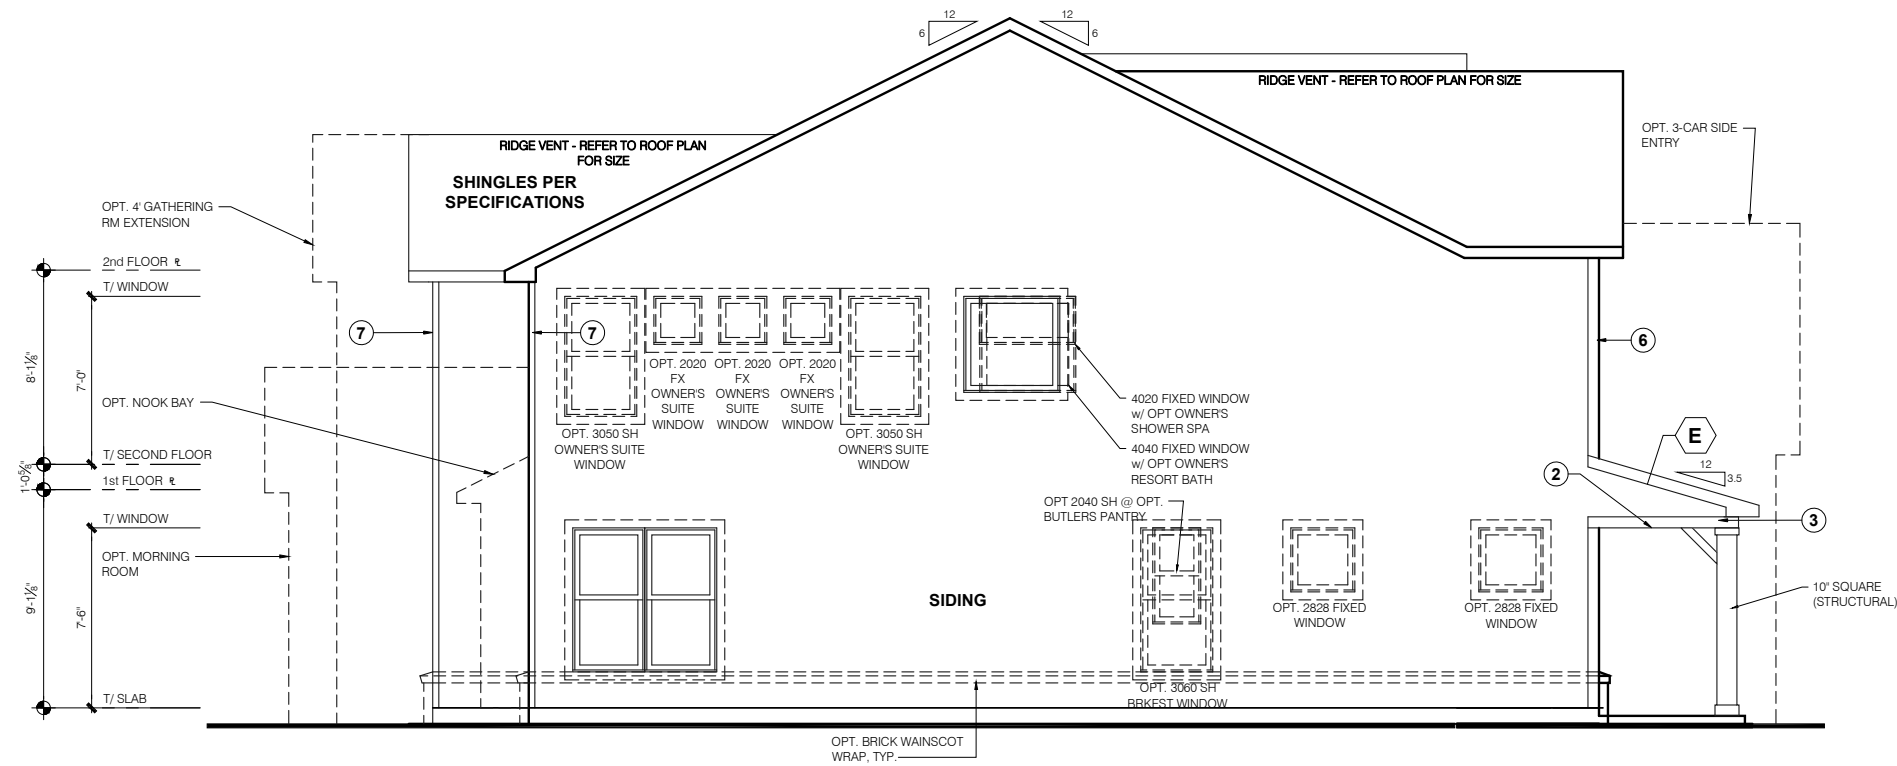 12
6
12
6
RIDGE VENT - REFER TO ROOF PLAN FOR SIZE
OPT. 3-CAR SIDE
ENTRY
RIDGE VENT - REFER TO ROOF PLAN
FOR SIZE
SHINGLES PER
SPECIFICATIONS
OPT. 4' GATHERING
RM EXTENSION
2nd FLOOR ℄
T/ WINDOW
7
7
6
8'-1⅛"
7'-0"
OPT. 2020
FX
OWNER'S
SUITE
WINDOW
OPT. 2020
FX
OWNER'S
SUITE
WINDOW
OPT. 2020
FX
OWNER'S
SUITE
WINDOW
OPT. NOOK BAY
4020 FIXED WINDOW
w/ OPT OWNER'S
SHOWER SPA
OPT. 3050 SH
OWNER'S SUITE
WINDOW
OPT. 3050 SH
OWNER'S SUITE
WINDOW
4040 FIXED WINDOW
w/ OPT OWNER'S
RESORT BATH
E
T/ SECOND FLOOR
1'-0⅝"
1st FLOOR ℄
12
3.5
2
OPT 2040 SH @ OPT.
BUTLERS PANTRY
T/ WINDOW
3
OPT. MORNING
ROOM
9'-1⅛"
7'-6"
SIDING
10" SQUARE
(STRUCTURAL)
OPT. 2828 FIXED
WINDOW
OPT. 2828 FIXED
WINDOW
T/ SLAB
OPT. 3060 SH
BRKFST WINDOW
OPT. BRICK WAINSCOT
WRAP, TYP.